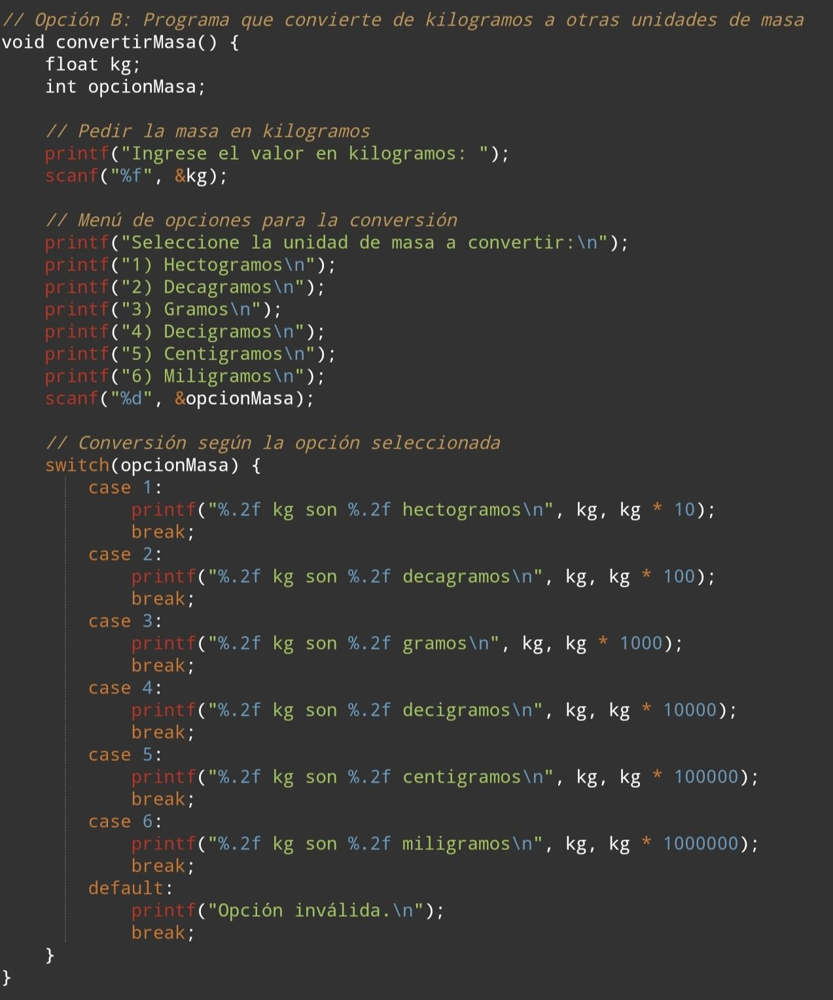 // Opción B: Programa que convierte de kilogramos a otras unidades de masa
void convertirMasa() {
    float kg;
    int opcionMasa;

    // Pedir la masa en kilogramos
    printf("Ingrese el valor en kilogramos: ");
    scanf("%f", &kg);

    // Menú de opciones para la conversión
    printf("Seleccione la unidad de masa a convertir:\n");
    printf("1) Hectogramos\n");
    printf("2) Decagramos\n");
    printf("3) Gramos\n");
    printf("4) Decigramos\n");
    printf("5) Centigramos\n");
    printf("6) Miligramos\n");
    scanf("%d", &opcionMasa);

    // Conversión según la opción seleccionada
    switch(opcionMasa) {
        case 1:
            printf("%.2f kg son %.2f hectogramos\n", kg, kg * 10);
            break;
        case 2:
            printf("%.2f kg son %.2f decagramos\n", kg, kg * 100);
            break;
        case 3:
            printf("%.2f kg son %.2f gramos\n", kg, kg * 1000);
            break;
        case 4:
            printf("%.2f kg son %.2f decigramos\n", kg, kg * 10000);
            break;
        case 5:
            printf("%.2f kg son %.2f centigramos\n", kg, kg * 100000);
            break;
        case 6:
            printf("%.2f kg son %.2f miligramos\n", kg, kg * 1000000);
            break;
        default:
            printf("Opción inválida.\n");
            break;
    }
}